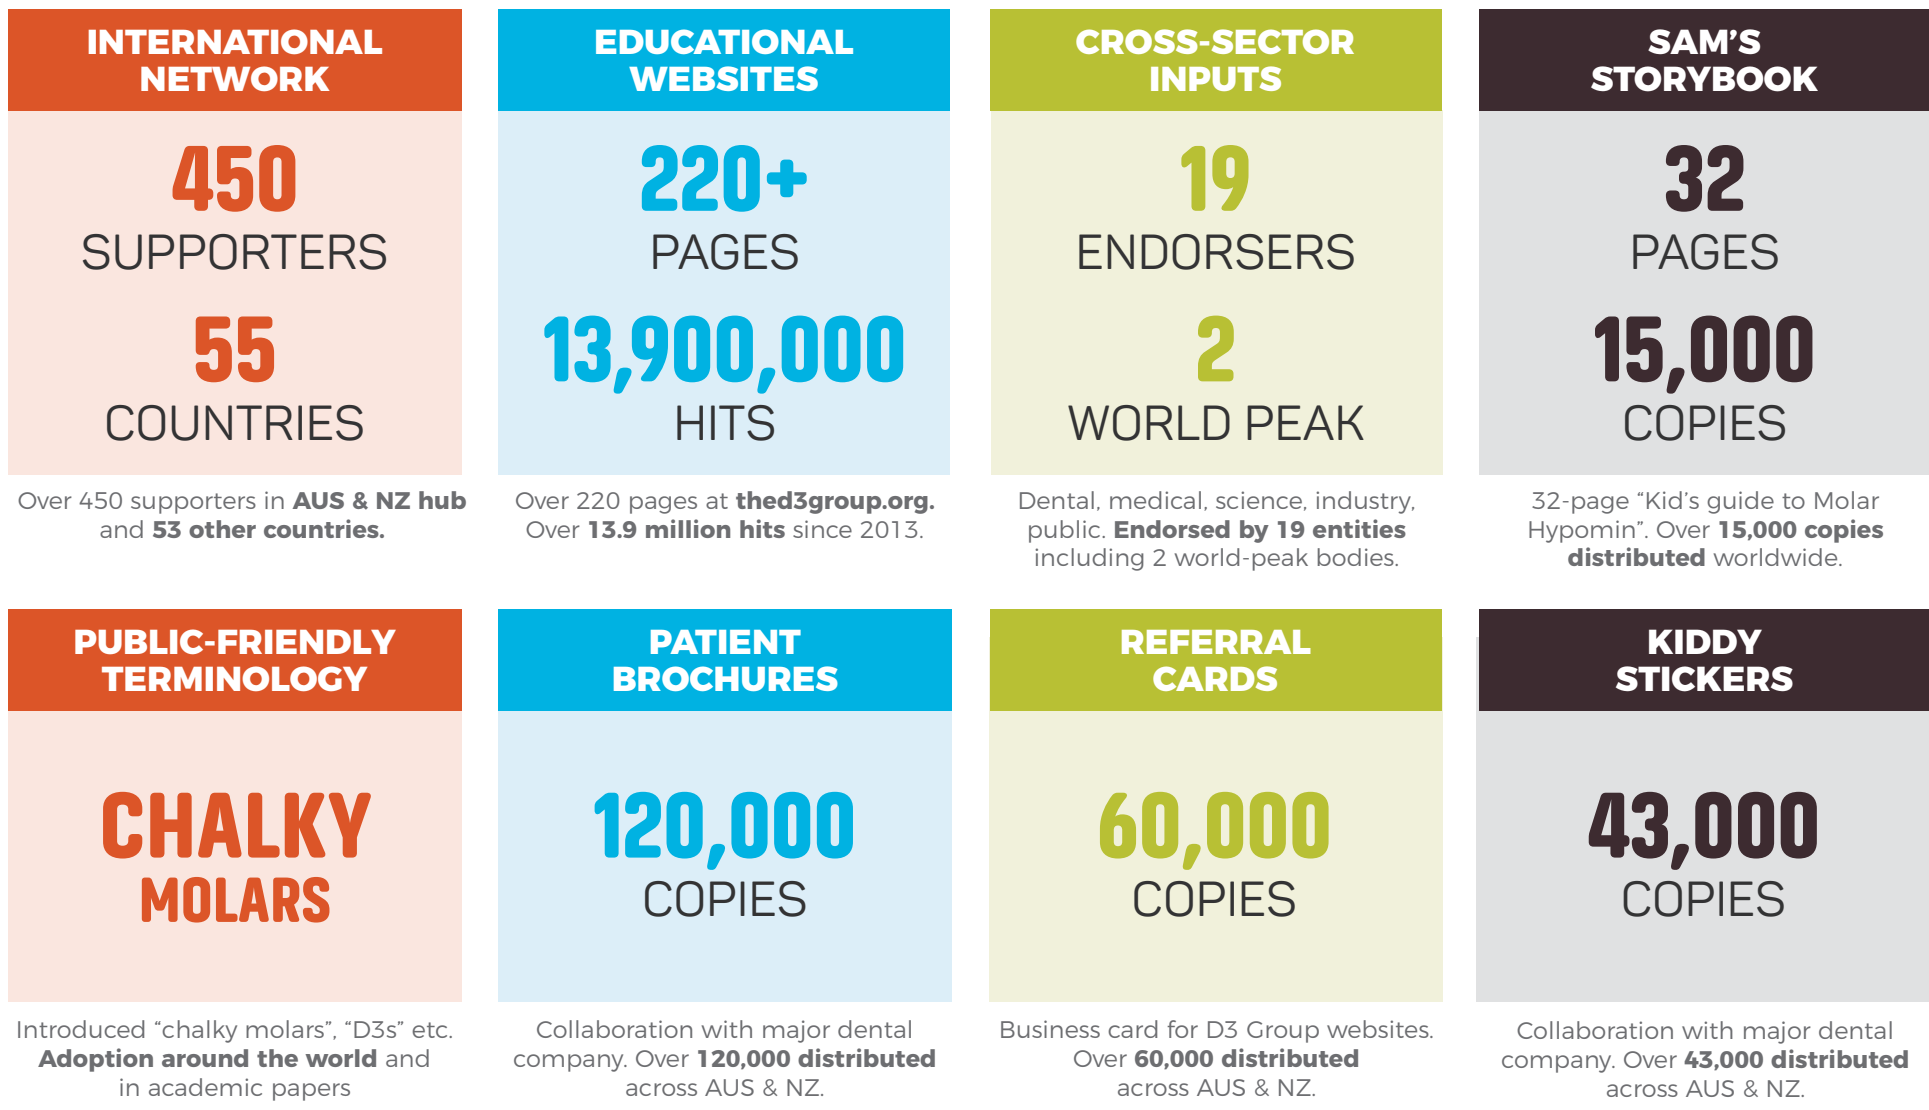 INTERNATIONAL
NETWORK
450
SUPPORTERS
55
COUNTRIES
Over 450 supporters in AUS & NZ hub
and 53 other countries.
EDUCATIONAL
WEBSITES
220+
PAGES
13,900,000
HITS
Over 220 pages at thed3group.org.
Over 13.9 million hits since 2013.
CROSS-SECTOR
INPUTS
19
ENDORSERS
2
WORLD PEAK
Dental, medical, science, industry,
public. Endorsed by 19 entities
including 2 world-peak bodies.
SAM’S
STORYBOOK
32
PAGES
15,000
COPIES
32-page “Kid’s guide to Molar
Hypomin”. Over 15,000 copies
distributed worldwide.
PUBLIC-FRIENDLY
TERMINOLOGY
CHALKY
MOLARS
Introduced “chalky molars”, “D3s” etc.
Adoption around the world and
in academic papers
PATIENT
BROCHURES
120,000
COPIES
Collaboration with major dental
company. Over 120,000 distributed
across AUS & NZ.
REFERRAL
CARDS
60,000
COPIES
Business card for D3 Group websites.
Over 60,000 distributed
across AUS & NZ.
KIDDY
STICKERS
43,000
COPIES
Collaboration with major dental
company. Over 43,000 distributed
across AUS & NZ.